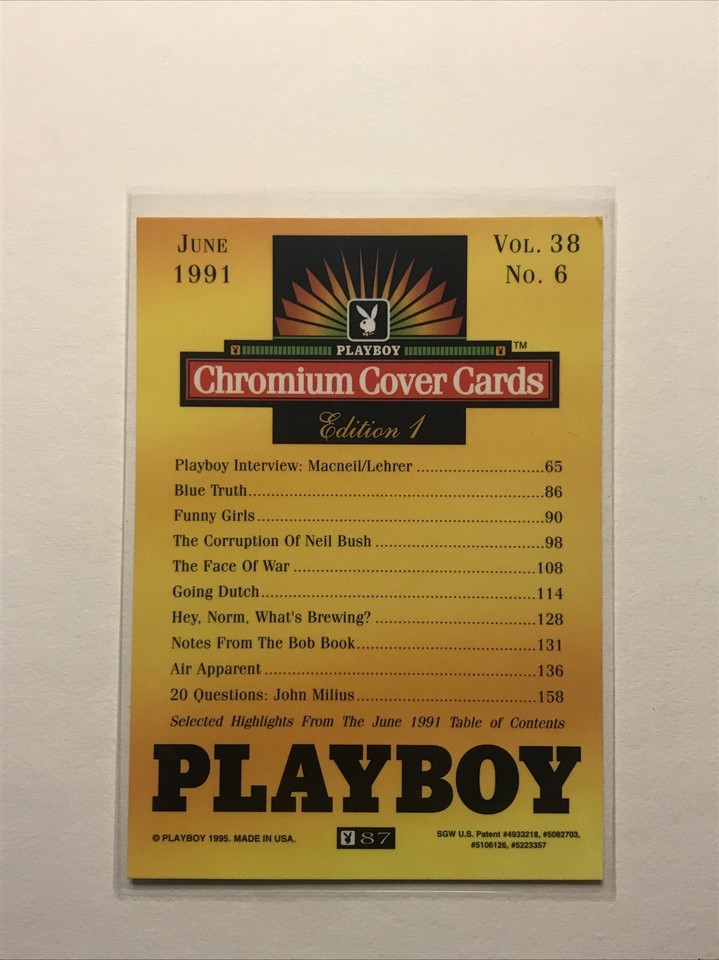 June
1991
Vol. 38
No. 6
PLAYBOY
TM
Chromium Cover Cards
Edition 1
Playboy Interview: Macneil/Lehrer ............................65
Blue Truth................................................................86
Funny Girls..............................................................90
The Corruption Of Neil Bush ....................................98
The Face Of War .....................................................108
Going Dutch............................................................114
Hey, Norm, What's Brewing? ...................................128
Notes From The Bob Book.......................................131
Air Apparent ...........................................................136
20 Questions: John Milius.......................................158
Selected Highlights From The June 1991 Table of Contents
PLAYBOY
© PLAYBOY 1995. MADE IN USA.
87
SGW U.S. Patent #4933218, #5082703,
#5106126, #5223357